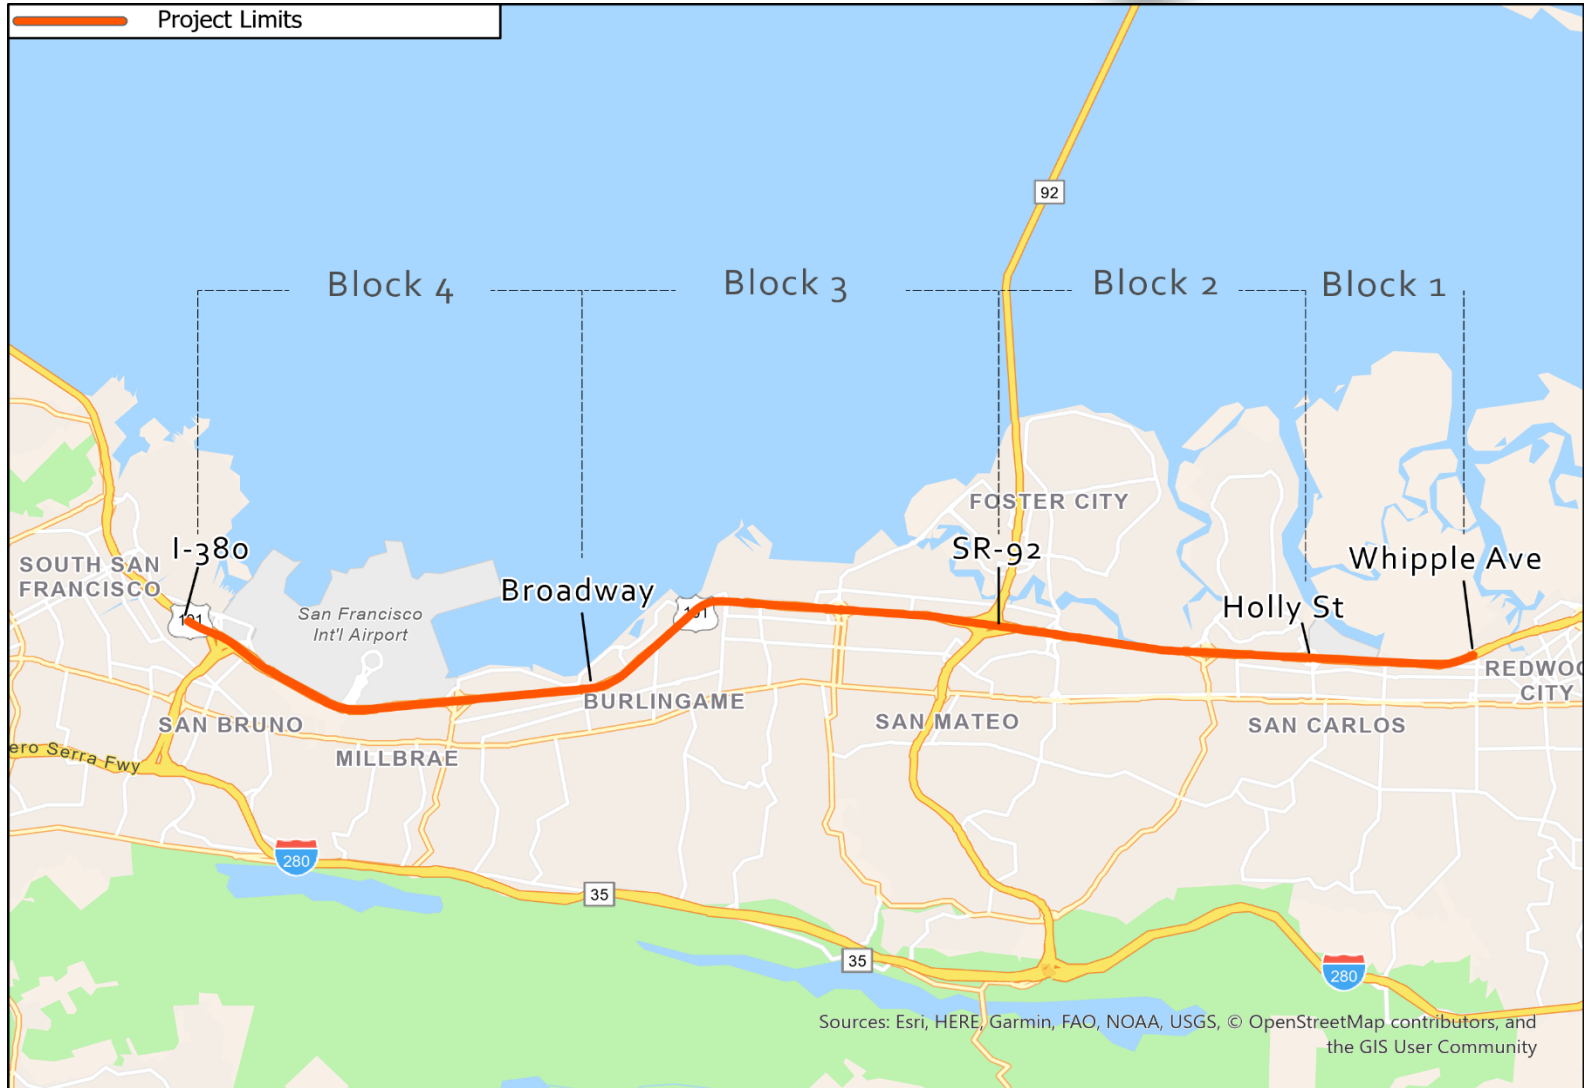 Project Limits
92
Block 4
Block 3
Block 2
Block 1
FOSTER CITY
I-380
SR-92
Whipple Ave
SOUTH SAN
FRANCISCO
Broadway
Holly St
101
San Francisco
Int'l Airport
101
REDWOO
CITY
BURLINGAME
SAN BRUNO
SAN MATEO
SAN CARLOS
MILLBRAE
ero Serra Fwy
280
35
35
280
Sources: Esri, HERE, Garmin, FAO, NOAA, USGS, © OpenStreetMap contributors, and
the GIS User Community